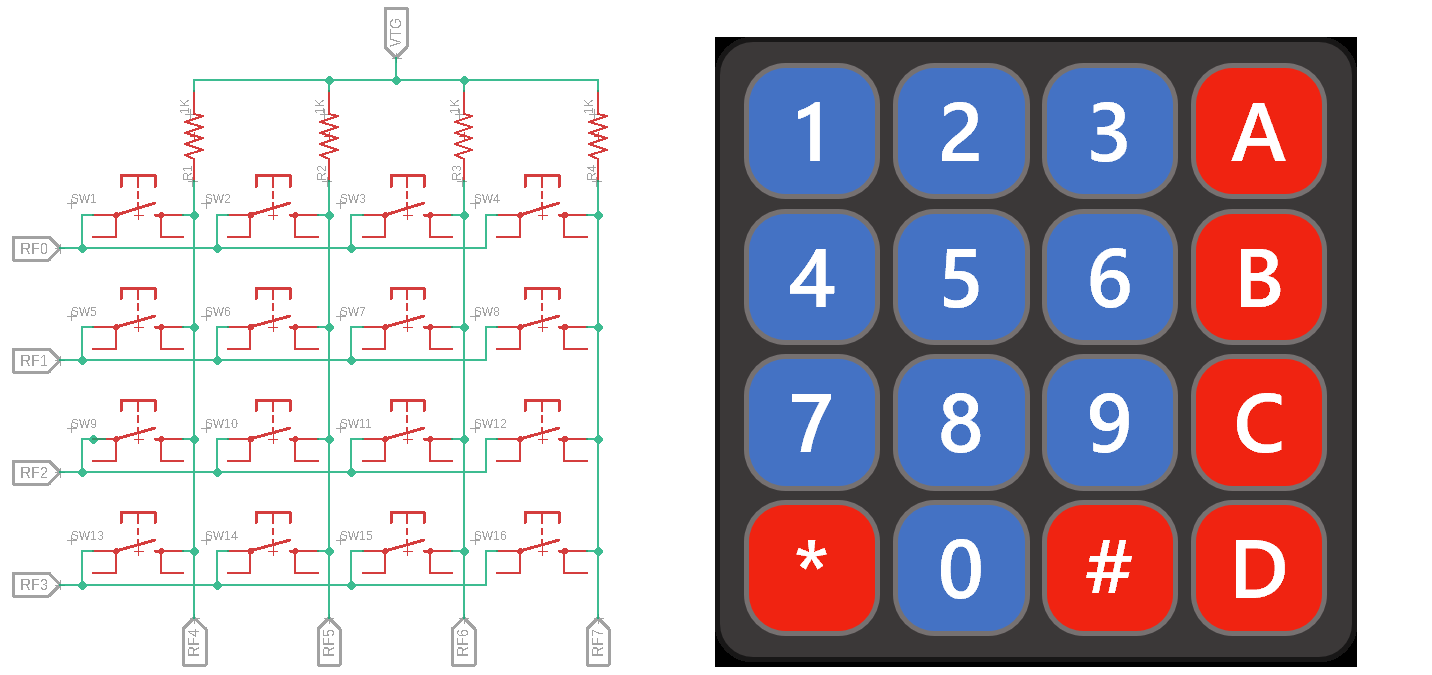 VTG
1K 1K 1K 1K
R1 R2 R3 R4
SW1 SW2 SW3 SW4
RF0
SW5 SW6 SW7 SW8
RF1
SW9 SW10 SW11 SW12
RF2
SW13 SW14 SW15 SW16
RF3
RF4 RF5 RF6 RF7
1 2 3 A
4 5 6 B
7 8 9 C
* 0 # D